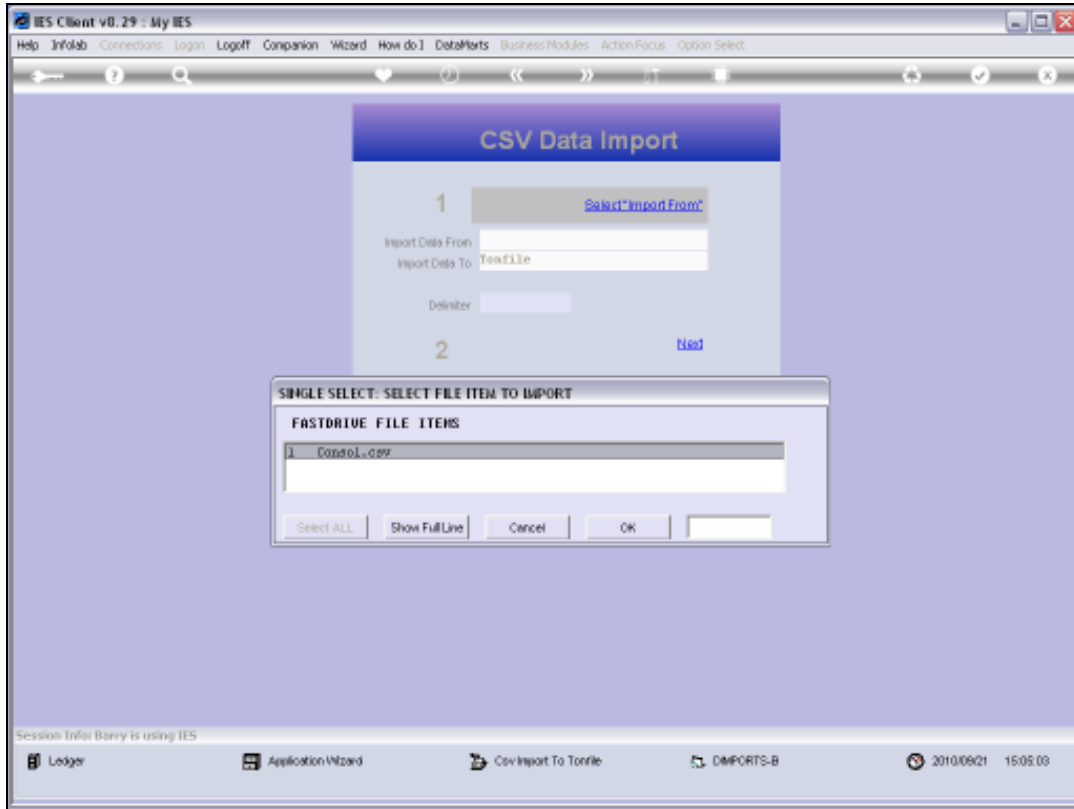 IES Client v8.29 : My IES
Help Infolab Connections Logon Logoff Companion Wizard How do I DataMarts Business Modules Action Focus Option Select
CSV Data Import
1
Select "Import From"
Import Data From
Import Data To Tonfile
Delimiter
2
Next
SINGLE SELECT: SELECT FILE ITEM TO IMPORT
FASTDRIVE FILE ITEMS
1 Consol.csv
Select ALL Show Full Line Cancel OK
Session Info: Barry is using IES
Ledger Application Wizard Csv Import To Tonfile DIMPORTS-B 2010/09/21 15:05:03